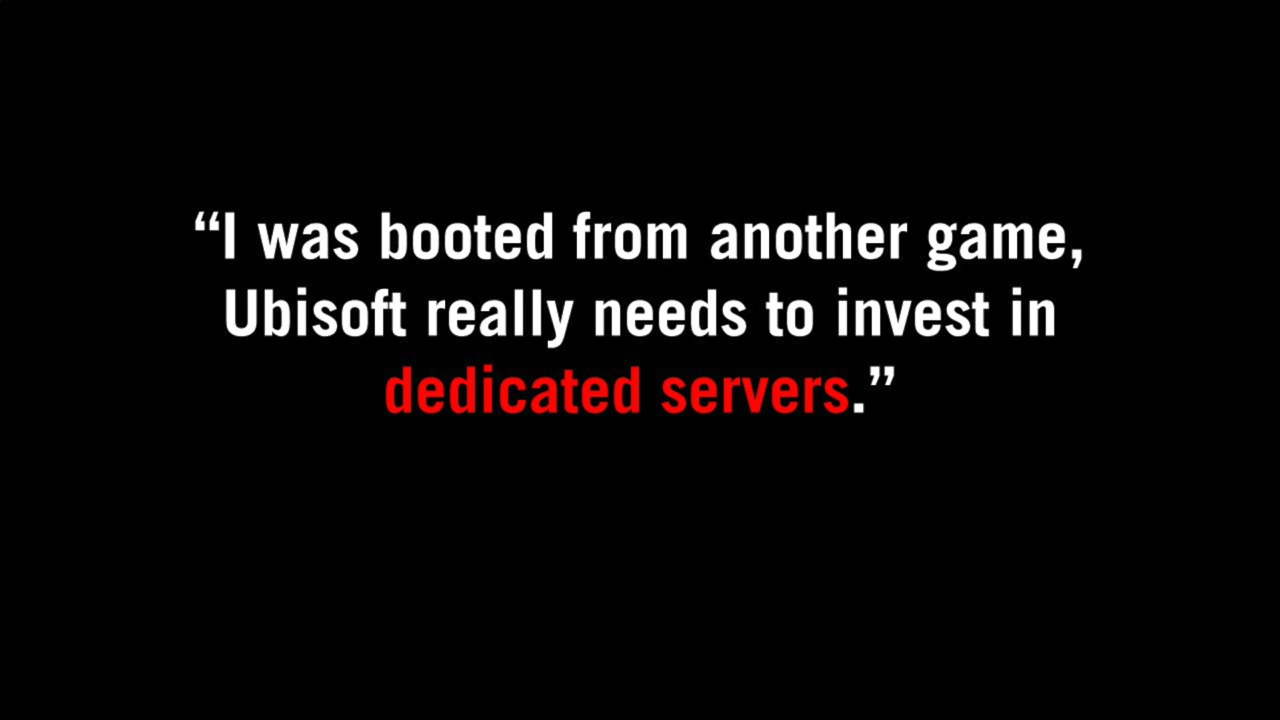 “I was booted from another game,
Ubisoft really needs to invest in
dedicated servers.”